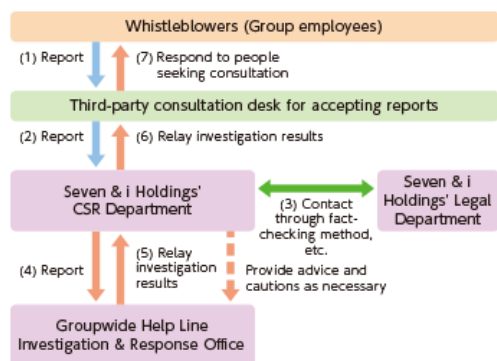 Whistleblowers (Group employees)
(1) Report
(7) Respond to people
seeking consultation
Third-party consultation desk for accepting reports
(2) Report
(6) Relay investigation results
Seven & i Holdings'
CSR Department
(3) Contact
through fact-
checking method,
etc.
Seven & i
Holdings' Legal
Department
(4) Report
(5) Relay
investigation
results
Provide advice and
cautions as necessary
Groupwide Help Line
Investigation & Response Office